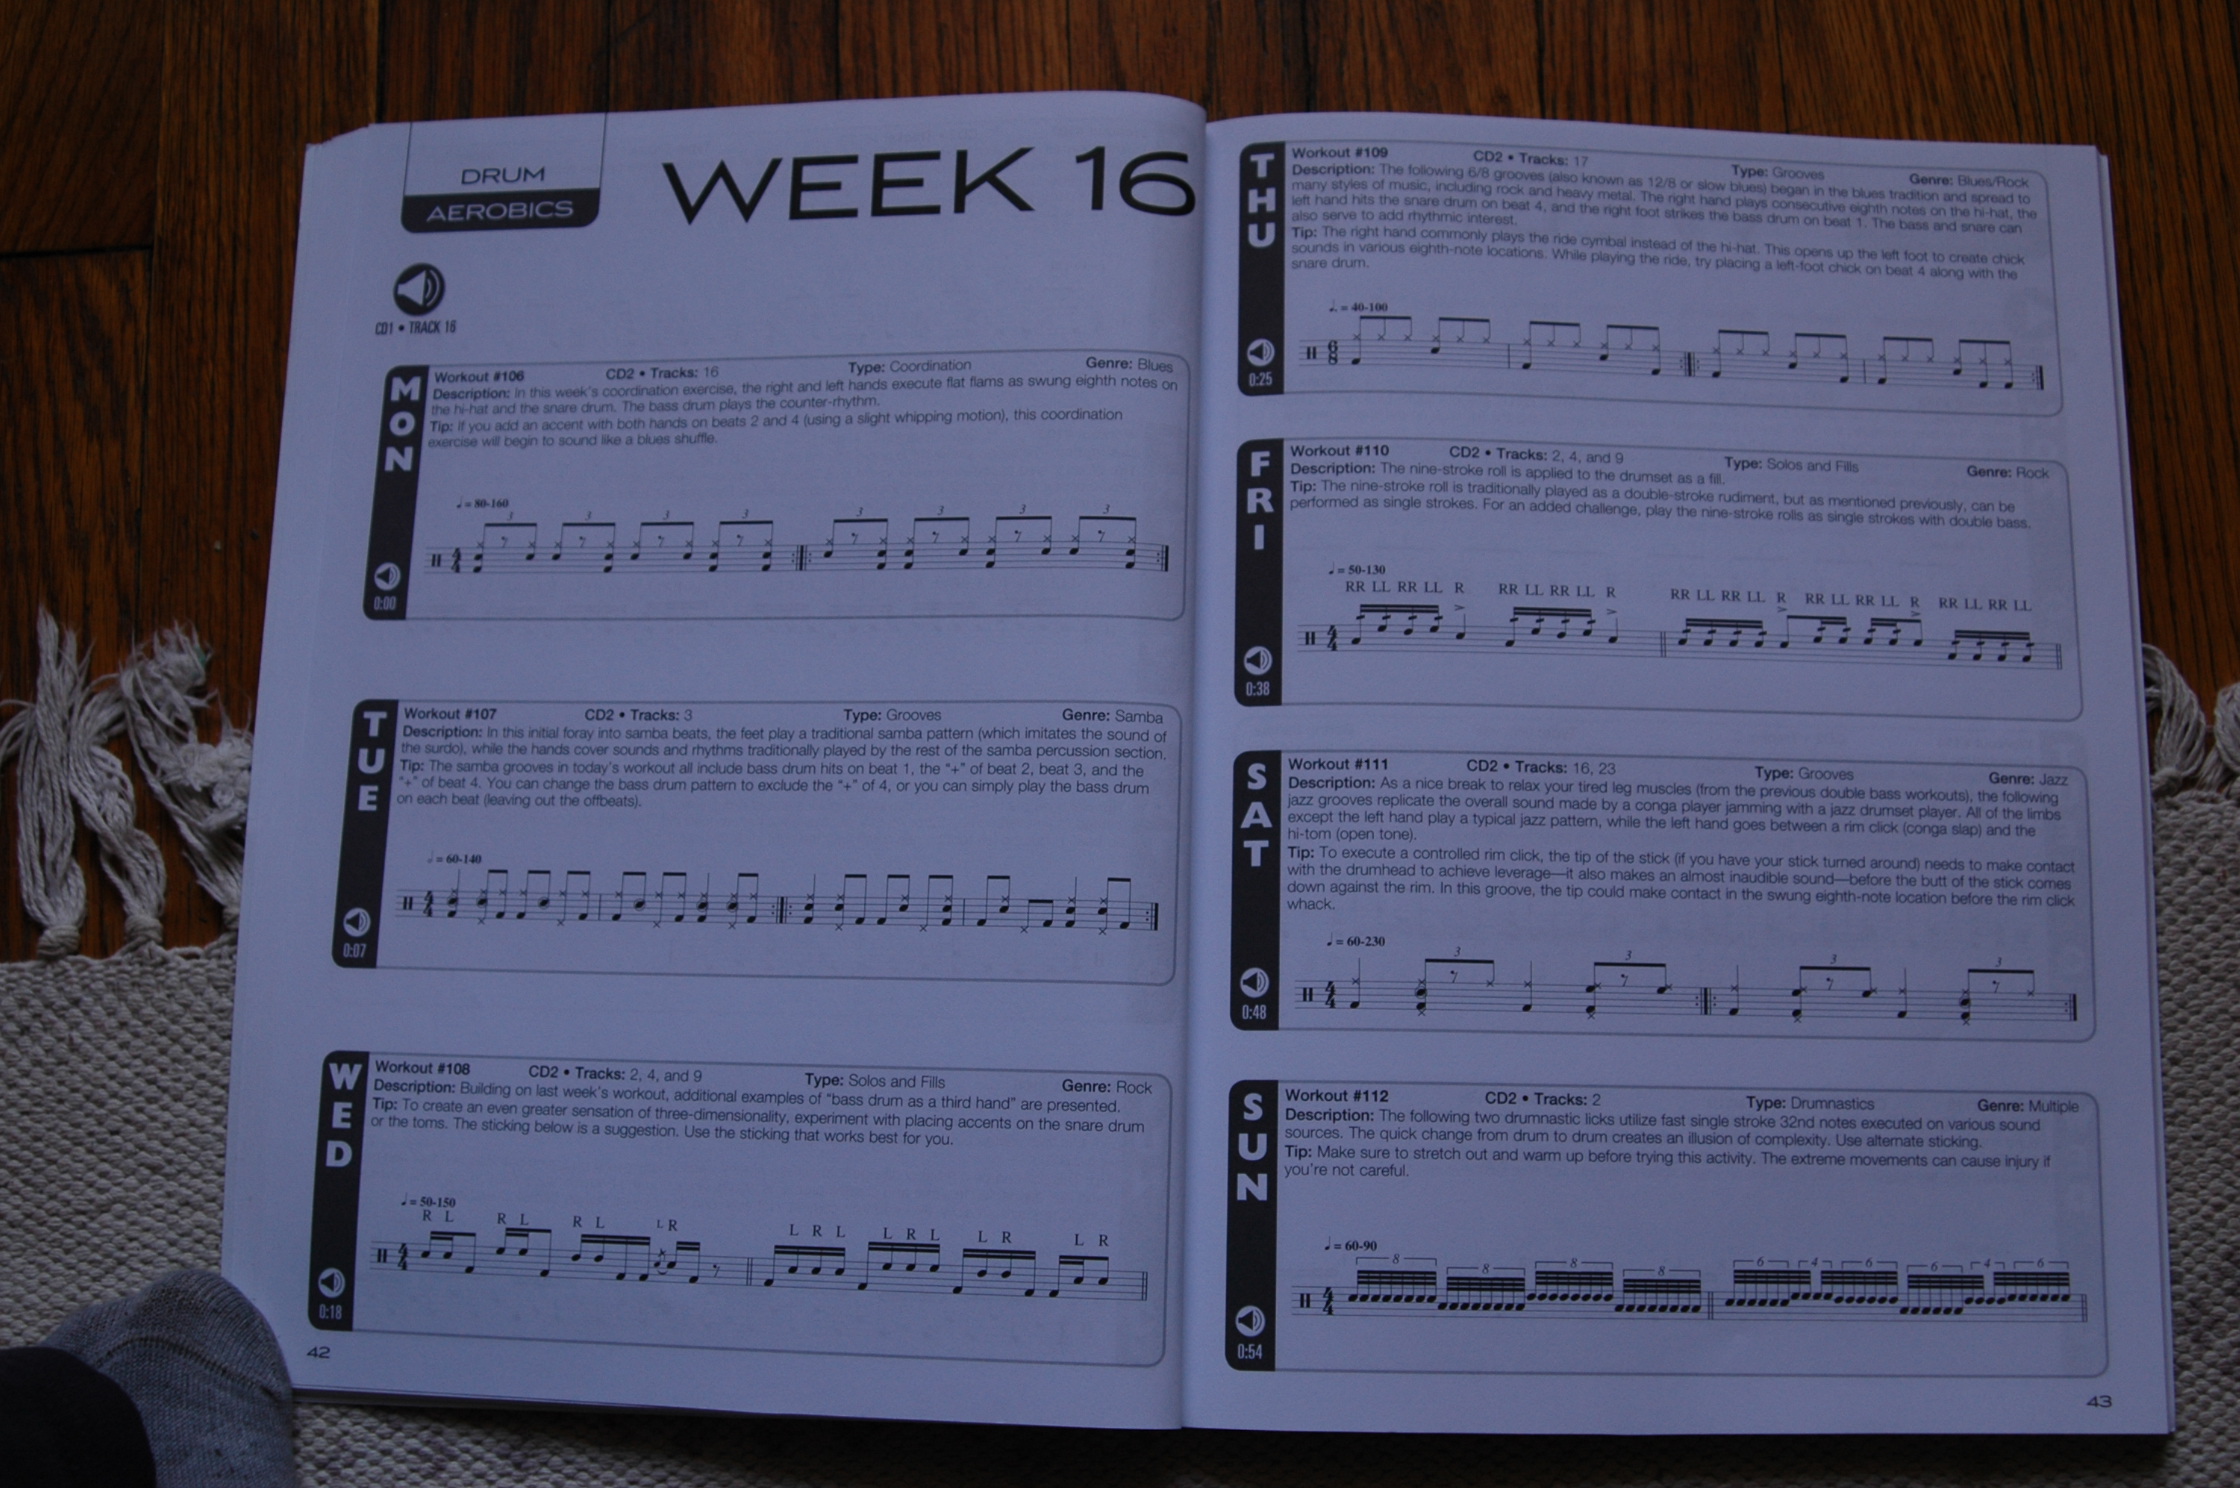 DRUM
AEROBICS
WEEK 16
CD1 • TRACK 16
MON
Workout #106 CD2 • Tracks: 16 Type: Coordination Genre: Blues
Description: In this week's coordination exercise, the right and left hands execute flat flams as swung eighth notes on
the hi-hat and the snare drum. The bass drum plays the counter-rhythm.
Tip: If you add an accent with both hands on beats 2 and 4 (using a slight whipping motion), this coordination
exercise will begin to sound like a blues shuffle.
♩ = 80-160
3 3 3 3 3 3 3 3
4/4
0:00
TUE
Workout #107 CD2 • Tracks: 3 Type: Grooves Genre: Samba
Description: In this initial foray into samba beats, the feet play a traditional samba pattern (which imitates the sound of
the surdo), while the hands cover sounds and rhythms traditionally played by the rest of the samba percussion section.
Tip: The samba grooves in today's workout all include bass drum hits on beat 1, the "+" of beat 2, beat 3, and the
"+" of beat 4. You can change the bass drum pattern to exclude the "+" of 4, or you can simply play the bass drum
on each beat (leaving out the offbeats).
♩ = 60-140
4/4
0:07
WED
Workout #108 CD2 • Tracks: 2, 4, and 9 Type: Solos and Fills Genre: Rock
Description: Building on last week's workout, additional examples of "bass drum as a third hand" are presented.
Tip: To create an even greater sensation of three-dimensionality, experiment with placing accents on the snare drum
or the toms. The sticking below is a suggestion. Use the sticking that works best for you.
♩ = 50-150
R L R L R L L R L R L L R L L R L R
4/4
0:18
42
THU
Workout #109 CD2 • Tracks: 17 Type: Grooves Genre: Blues/Rock
Description: The following 6/8 grooves (also known as 12/8 or slow blues) began in the blues tradition and spread to
many styles of music, including rock and heavy metal. The right hand plays consecutive eighth notes on the hi-hat, the
left hand hits the snare drum on beat 4, and the right foot strikes the bass drum on beat 1. The bass and snare can
also serve to add rhythmic interest.
Tip: The right hand commonly plays the ride cymbal instead of the hi-hat. This opens up the left foot to create chick
sounds in various eighth-note locations. While playing the ride, try placing a left-foot chick on beat 4 along with the
snare drum.
♩. = 40-100
6/8
0:25
FRI
Workout #110 CD2 • Tracks: 2, 4, and 9 Type: Solos and Fills Genre: Rock
Description: The nine-stroke roll is applied to the drumset as a fill.
Tip: The nine-stroke roll is traditionally played as a double-stroke rudiment, but as mentioned previously, can be
performed as single strokes. For an added challenge, play the nine-stroke rolls as single strokes with double bass.
♩ = 50-130
RR LL RR LL R RR LL RR LL R RR LL RR LL R RR LL RR LL R RR LL RR LL
4/4
0:38
SAT
Workout #111 CD2 • Tracks: 16, 23 Type: Grooves Genre: Jazz
Description: As a nice break to relax your tired leg muscles (from the previous double bass workouts), the following
jazz grooves replicate the overall sound made by a conga player jamming with a jazz drumset player. All of the limbs
except the left hand play a typical jazz pattern, while the left hand goes between a rim click (conga slap) and the
hi-tom (open tone).
Tip: To execute a controlled rim click, the tip of the stick (if you have your stick turned around) needs to make contact
with the drumhead to achieve leverage—it also makes an almost inaudible sound—before the butt of the stick comes
down against the rim. In this groove, the tip could make contact in the swung eighth-note location before the rim click
whack.
♩ = 60-230
3 3 3 3
4/4
0:48
SUN
Workout #112 CD2 • Tracks: 2 Type: Drumnastics Genre: Multiple
Description: The following two drumnastic licks utilize fast single stroke 32nd notes executed on various sound
sources. The quick change from drum to drum creates an illusion of complexity. Use alternate sticking.
Tip: Make sure to stretch out and warm up before trying this activity. The extreme movements can cause injury if
you're not careful.
♩ = 60-90
8 8 8 8 6 4 6 6 4 6
4/4
0:54
43